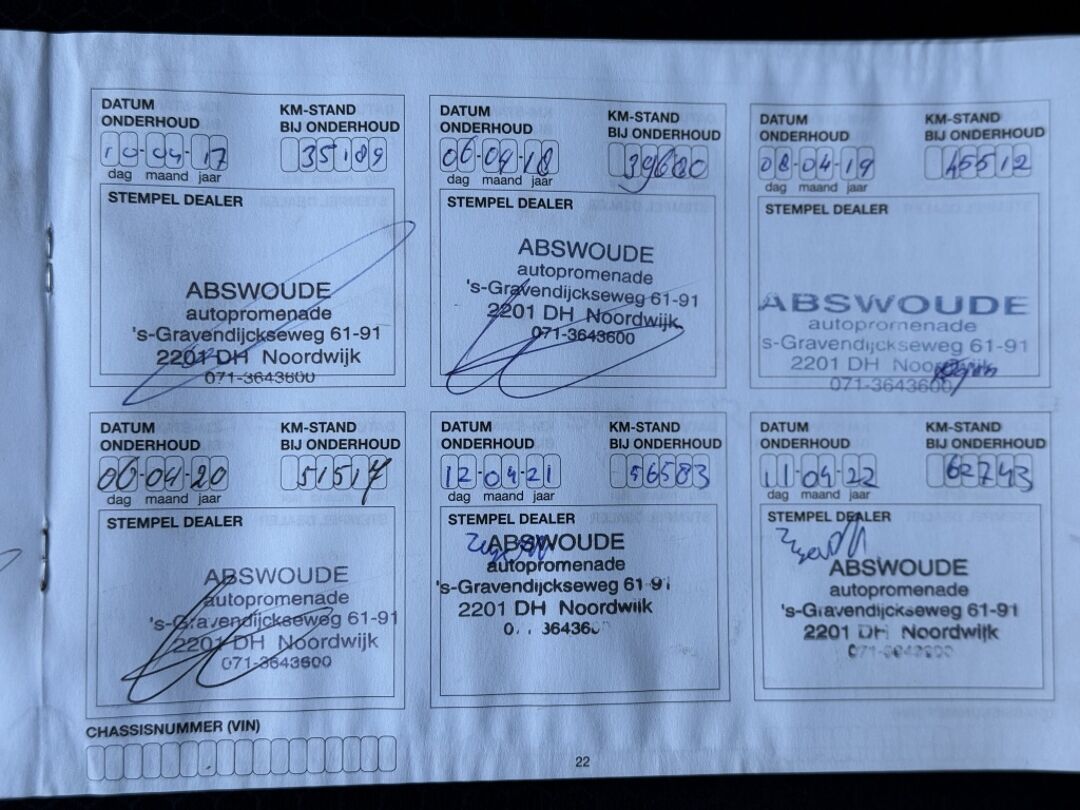 DATUM
ONDERHOUD
KM-STAND
BIJ ONDERHOUD
10-04-17
35189
dag maand jaar
STEMPEL DEALER
ABSWOUDE
autopromenade
's-Gravendijckseweg 61-91
2201 DH Noordwijk
071-3643600
DATUM
ONDERHOUD
KM-STAND
BIJ ONDERHOUD
06-04-18
39680
dag maand jaar
STEMPEL DEALER
ABSWOUDE
autopromenade
's-Gravendijckseweg 61-91
2201 DH Noordwijk
071-3643600
DATUM
ONDERHOUD
KM-STAND
BIJ ONDERHOUD
08-04-19
45512
dag maand jaar
STEMPEL DEALER
ABSWOUDE
autopromenade
's-Gravendijckseweg 61-91
2201 DH Noordwijk
071-3643600
DATUM
ONDERHOUD
KM-STAND
BIJ ONDERHOUD
06-04-20
51517
dag maand jaar
STEMPEL DEALER
ABSWOUDE
autopromenade
's-Gravendijckseweg 61-91
2201 DH Noordwijk
071-3643600
DATUM
ONDERHOUD
KM-STAND
BIJ ONDERHOUD
12-04-21
56583
dag maand jaar
STEMPEL DEALER
ABSWOUDE
autopromenade
's-Gravendijckseweg 61-91
2201 DH Noordwijk
DATUM
ONDERHOUD
KM-STAND
BIJ ONDERHOUD
11-04-22
62743
dag maand jaar
STEMPEL DEALER
ABSWOUDE
autopromenade
's-Gravendijckseweg 61-91
2201 DH Noordwijk
CHASSISNUMMER (VIN)
22